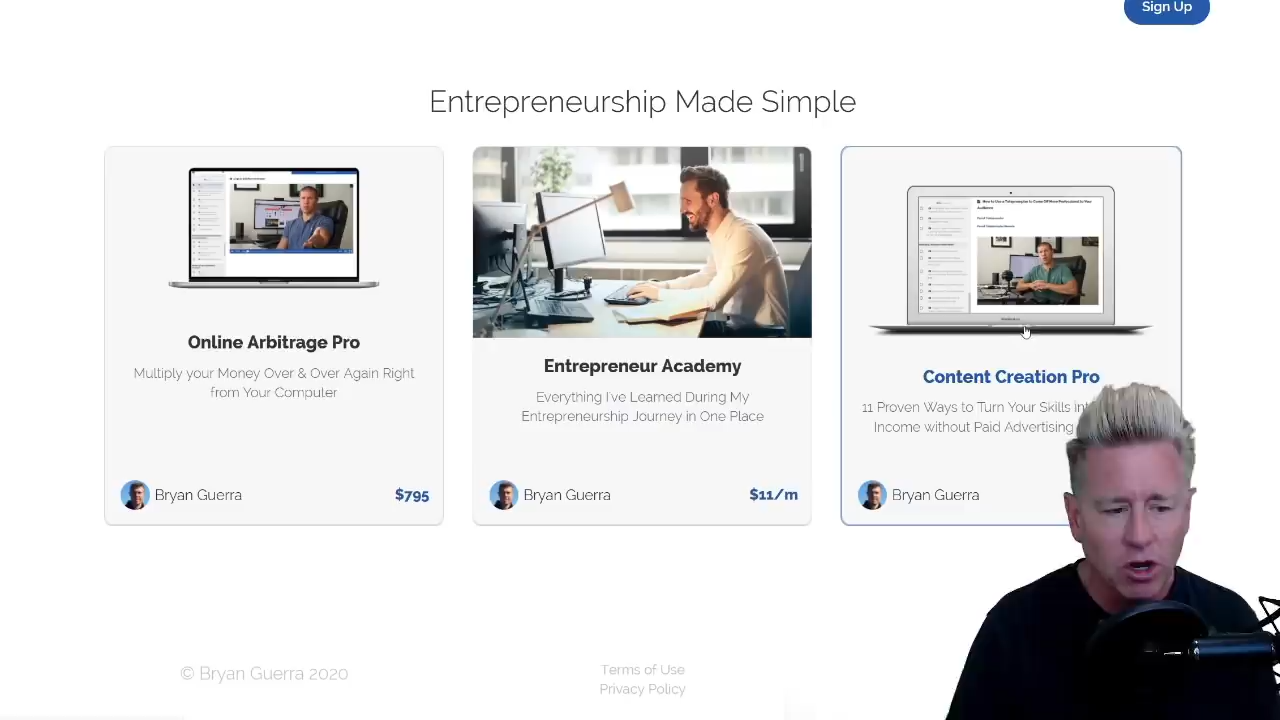 Sign Up
Entrepreneurship Made Simple
Online Arbitrage Pro
Multiply your Money Over & Over Again Right
from Your Computer
Bryan Guerra
$795
Entrepreneur Academy
Everything I've Learned During My
Entrepreneurship Journey in One Place
Bryan Guerra
$11/m
Content Creation Pro
11 Proven Ways to Turn Your Skills
Income without Paid Advertising
Bryan Guerra
© Bryan Guerra 2020
Terms of Use
Privacy Policy